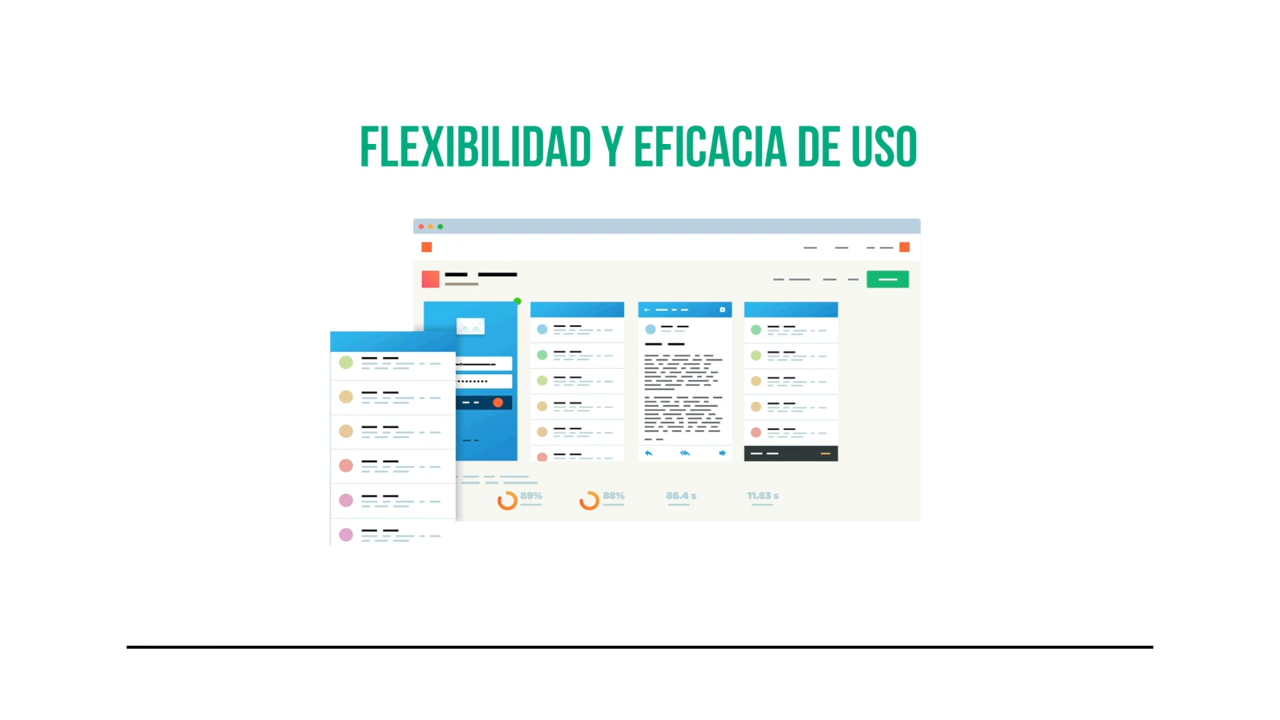 FLEXIBILIDAD Y EFICACIA DE USO
89%
88%
86.4 s
11.83 s